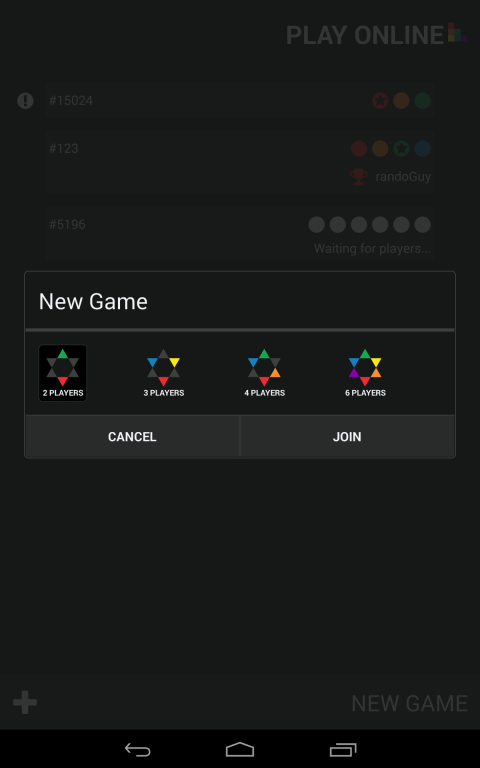 PLAY ONLINE
#15024
#123
randoGuy
#5196
Waiting for players...
New Game
2 PLAYERS
3 PLAYERS
4 PLAYERS
6 PLAYERS
CANCEL
JOIN
NEW GAME